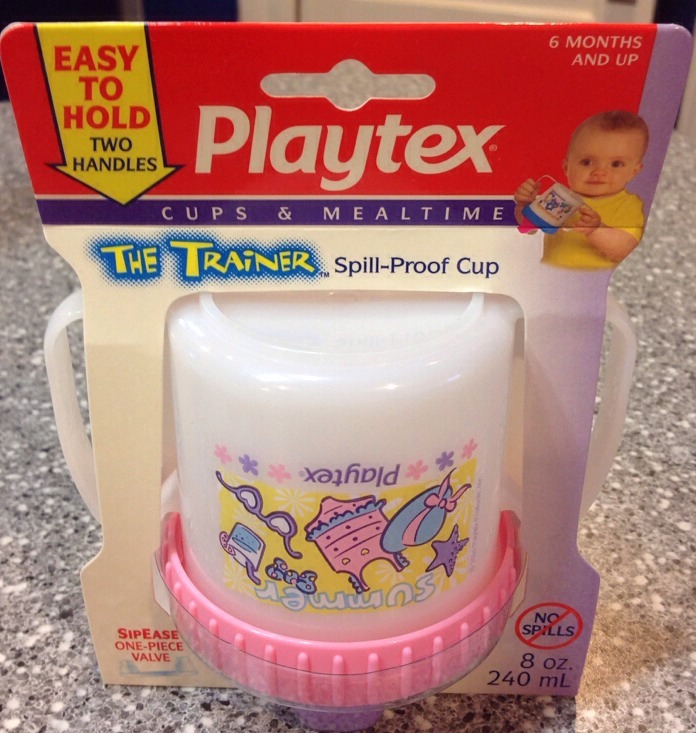 EASY
TO
HOLD
TWO
HANDLES
6 MONTHS
AND UP
Playtex
CUPS & MEALTIME
THE TRAINER™ Spill-Proof Cup
Playtex
summer
SIPEASE
ONE-PIECE
VALVE
NO
SPILLS
8 oz.
240 mL